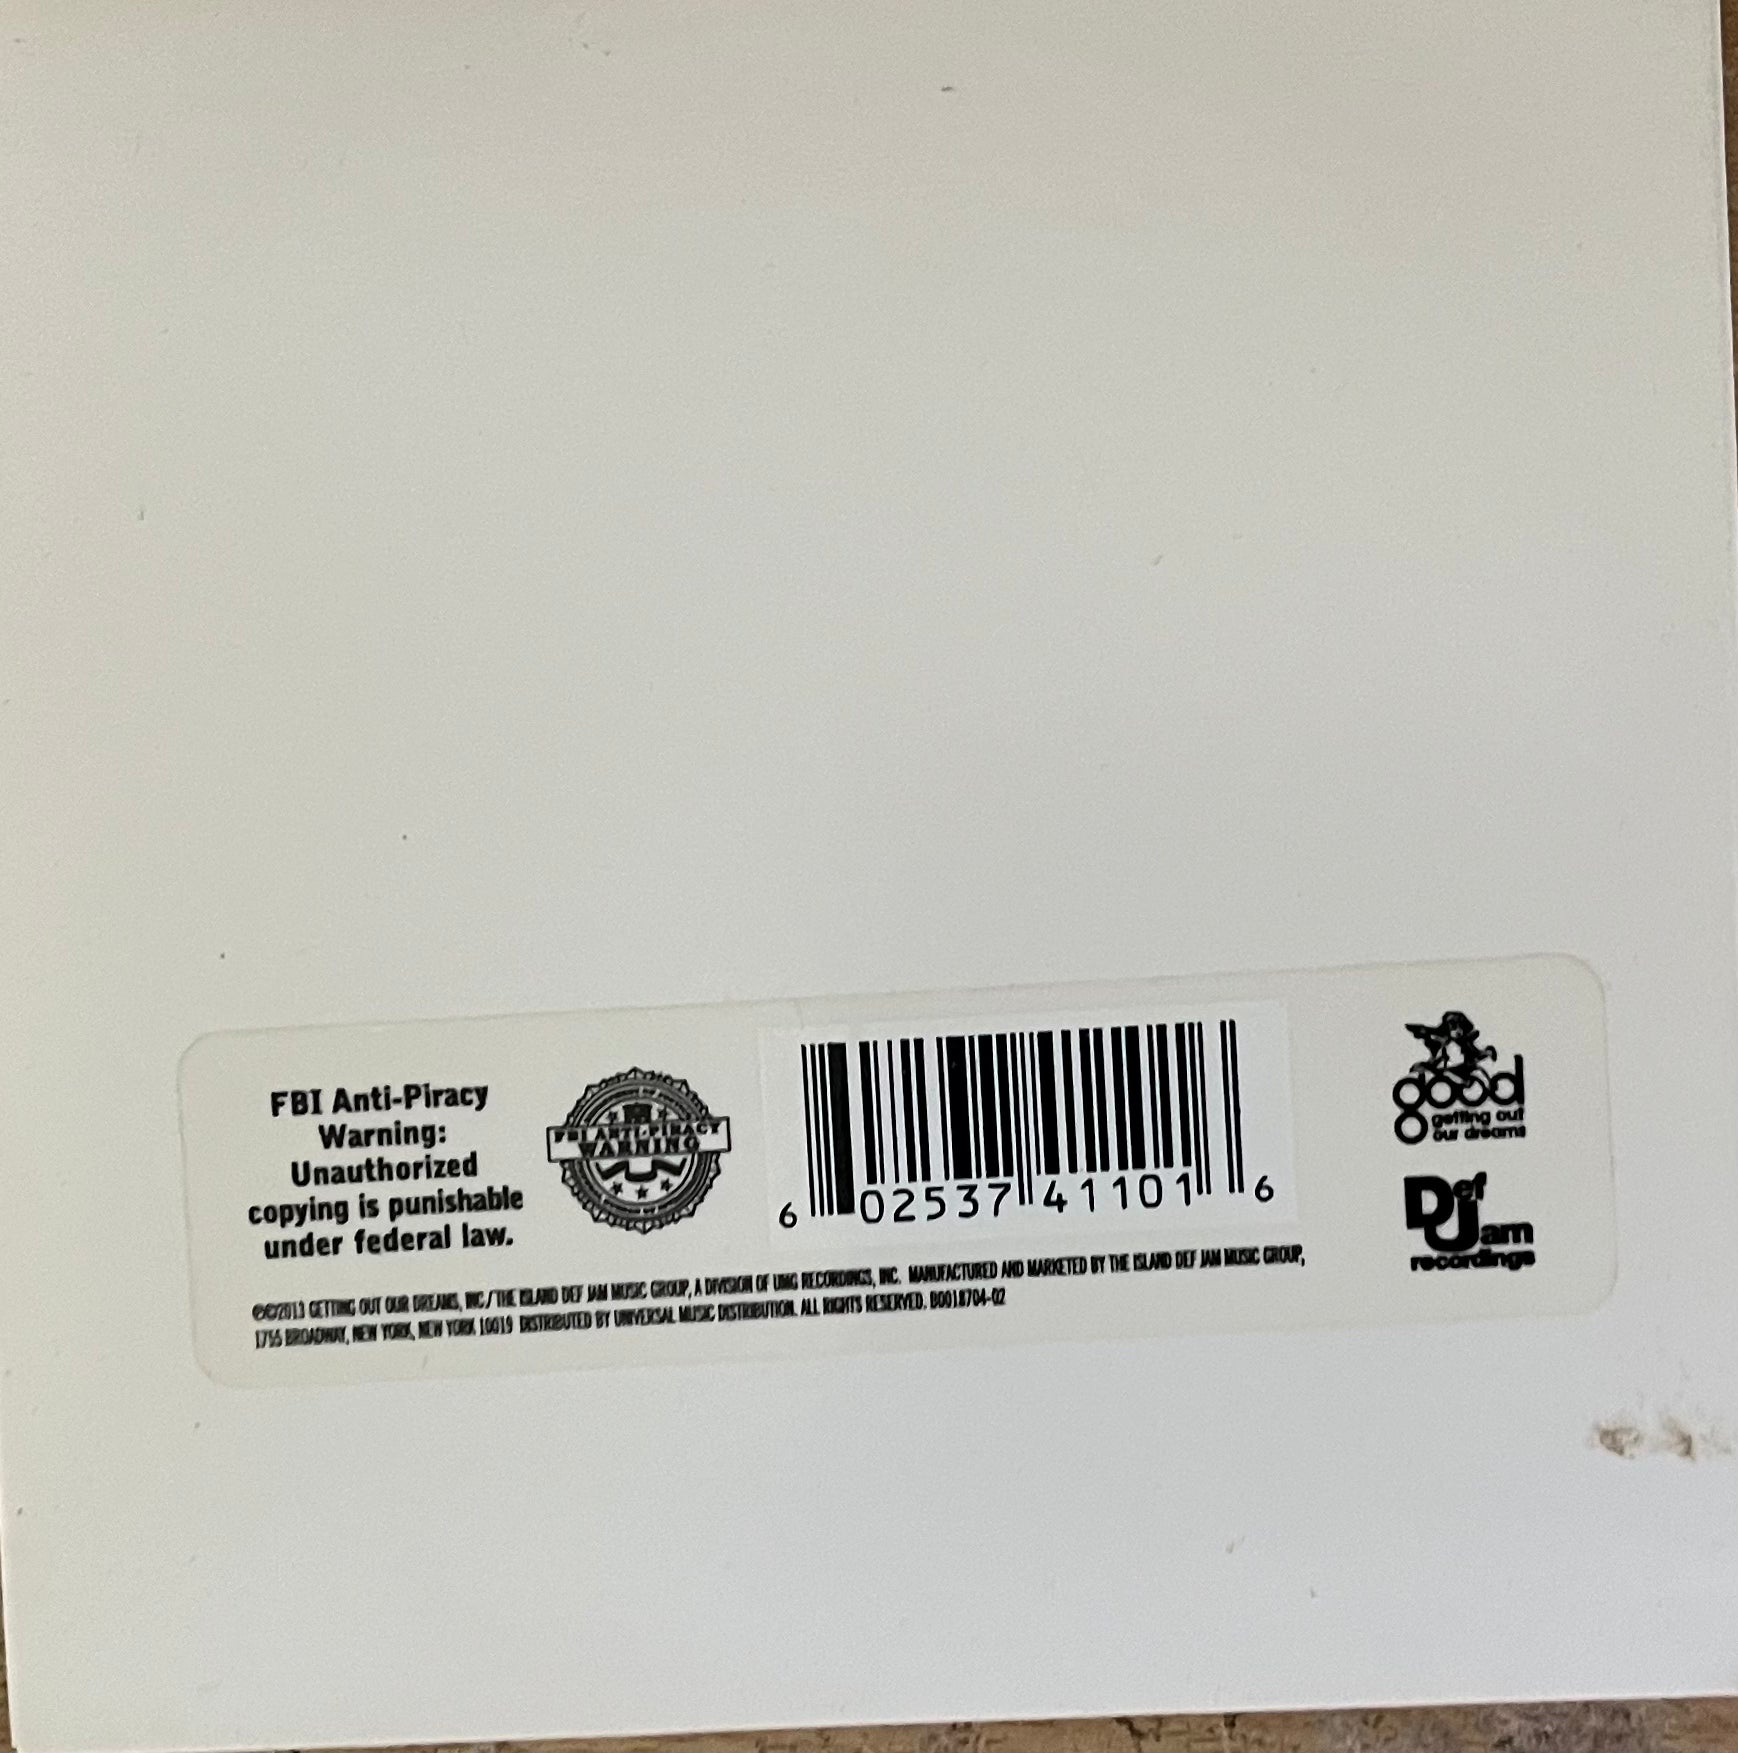 FBI Anti-Piracy
Warning:
Unauthorized
copying is punishable
under federal law.
FBI ANTI-PIRACY
WARNING
6 02537 41101 6
good
getting out
our dreams
Def
Jam
recordings
℗©2013 GETTING OUT OUR DREAMS, INC/THE ISLAND DEF JAM MUSIC GROUP, A DIVISION OF UMG RECORDINGS, INC. MANUFACTURED AND MARKETED BY THE ISLAND DEF JAM MUSIC GROUP,
1755 BROADWAY, NEW YORK, NEW YORK 10019 DISTRIBUTED BY UNIVERSAL MUSIC DISTRIBUTION. ALL RIGHTS RESERVED. B0018704-02